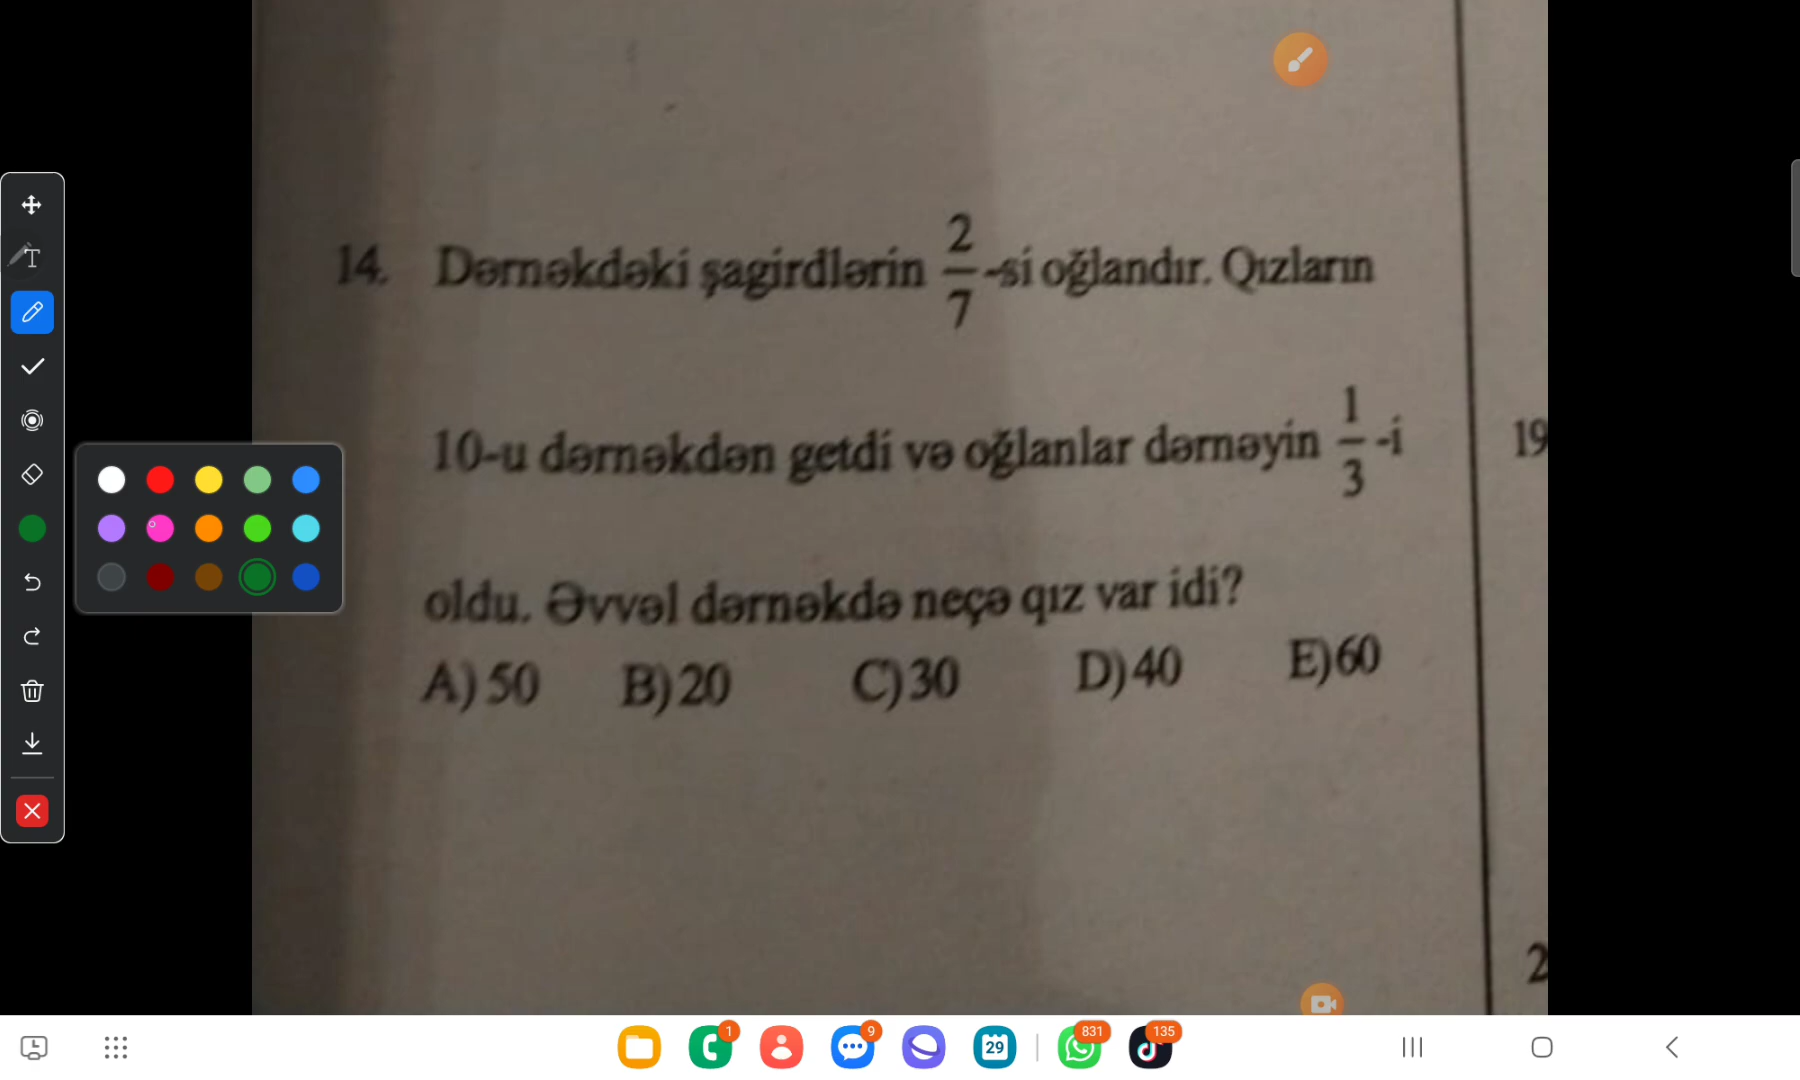 14. Dərnəkdəki şagirdlərin 2/7 -si oğlandır. Qızların
10-u dərnəkdən getdi və oğlanlar dərnəyin 1/3 -i
19
oldu. Əvvəl dərnəkdə neçə qız var idi?
A) 50 B) 20 C) 30 D) 40 E) 60
2
T
1
9
29
831
135